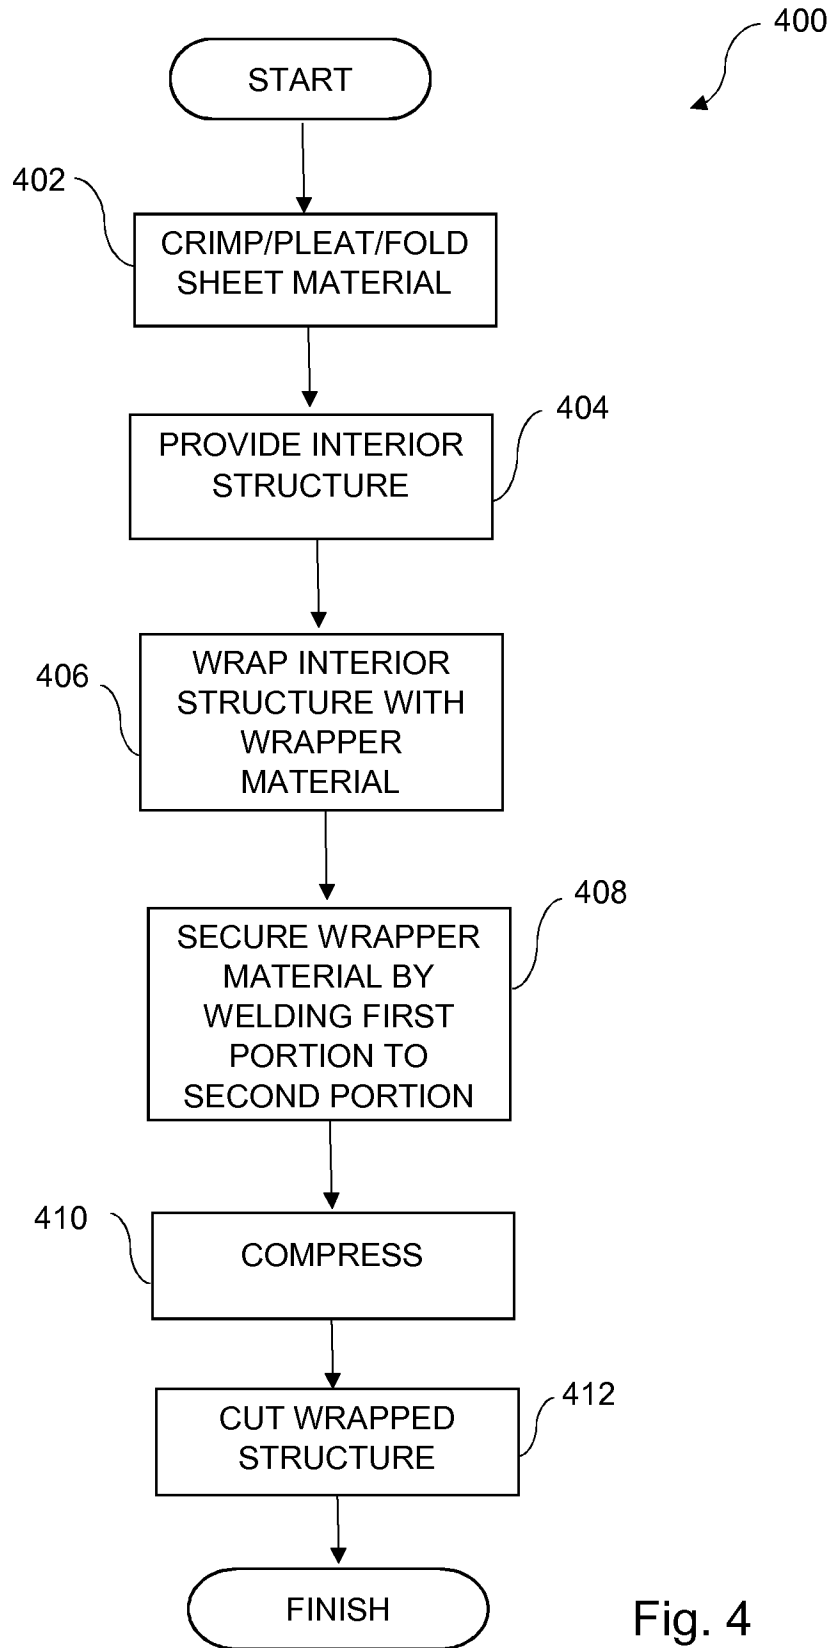 400
START
402
CRIMP/PLEAT/FOLD
SHEET MATERIAL
404
PROVIDE INTERIOR
STRUCTURE
406
WRAP INTERIOR
STRUCTURE WITH
WRAPPER
MATERIAL
408
SECURE WRAPPER
MATERIAL BY
WELDING FIRST
PORTION TO
SECOND PORTION
410
COMPRESS
412
CUT WRAPPED
STRUCTURE
FINISH
Fig. 4